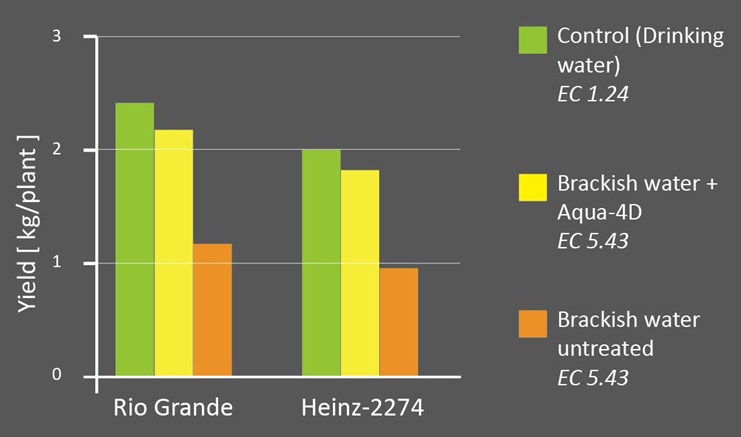 Yield [ kg/plant ]
3
2
1
0
Rio Grande
Heinz-2274
Control (Drinking
water)
EC 1.24
Brackish water +
Aqua-4D
EC 5.43
Brackish water
untreated
EC 5.43